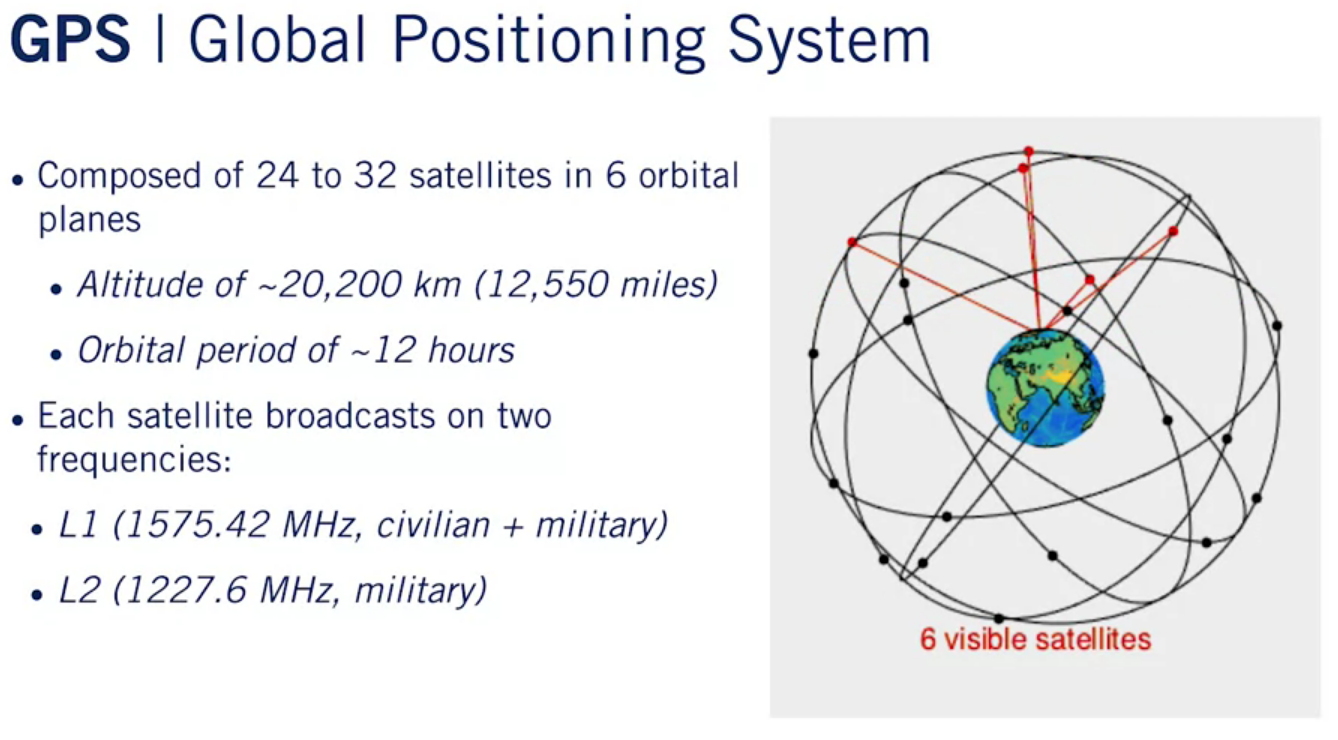 GPS | Global Positioning System
• Composed of 24 to 32 satellites in 6 orbital
planes
• Altitude of ~20,200 km (12,550 miles)
• Orbital period of ~12 hours
• Each satellite broadcasts on two
frequencies:
• L1 (1575.42 MHz, civilian + military)
• L2 (1227.6 MHz, military)
6 visible satellites